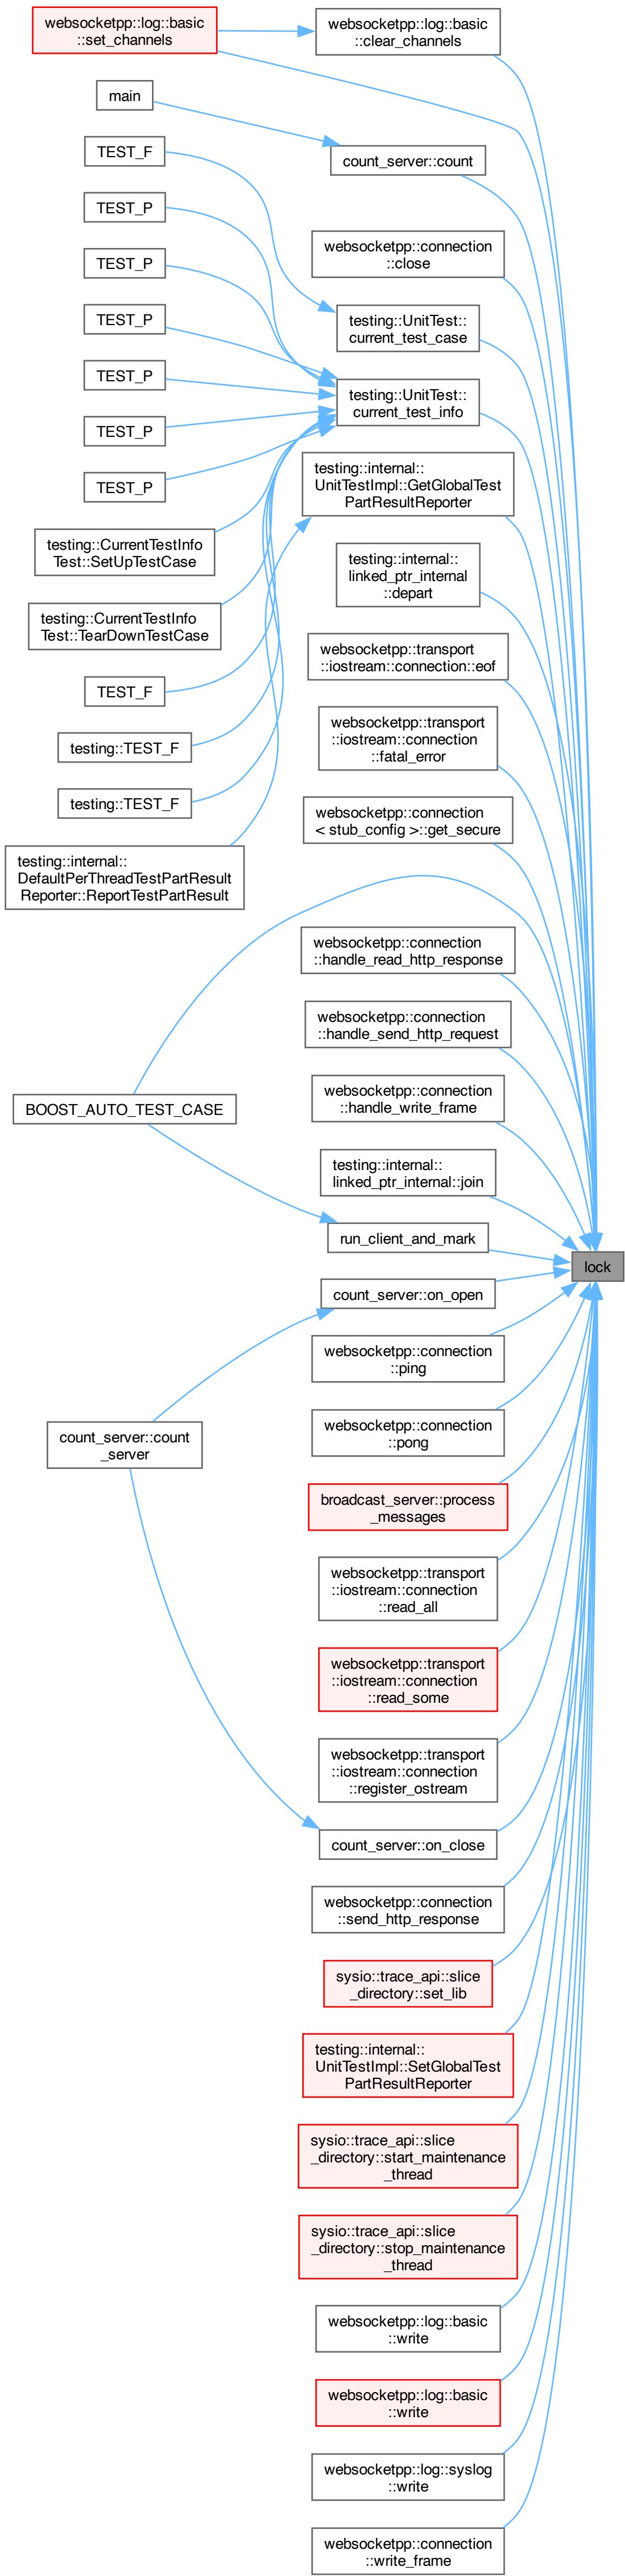 websocketpp::log::basic
::set_channels
websocketpp::log::basic
::clear_channels
main
TEST_F
count_server::count
TEST_P
websocketpp::connection
::close
TEST_P
TEST_P
testing::UnitTest::
current_test_case
TEST_P
testing::UnitTest::
current_test_info
TEST_P
TEST_P
testing::internal::
UnitTestImpl::GetGlobalTest
PartResultReporter
testing::CurrentTestInfo
Test::SetUpTestCase
testing::internal::
linked_ptr_internal
::depart
testing::CurrentTestInfo
Test::TearDownTestCase
websocketpp::transport
::iostream::connection::eof
TEST_F
testing::TEST_F
websocketpp::transport
::iostream::connection
::fatal_error
testing::TEST_F
websocketpp::connection
< stub_config >::get_secure
testing::internal::
DefaultPerThreadTestPartResult
Reporter::ReportTestPartResult
websocketpp::connection
::handle_read_http_response
websocketpp::connection
::handle_send_http_request
BOOST_AUTO_TEST_CASE
websocketpp::connection
::handle_write_frame
testing::internal::
linked_ptr_internal::join
run_client_and_mark
lock
count_server::on_open
websocketpp::connection
::ping
count_server::count
_server
websocketpp::connection
::pong
broadcast_server::process
_messages
websocketpp::transport
::iostream::connection
::read_all
websocketpp::transport
::iostream::connection
::read_some
websocketpp::transport
::iostream::connection
::register_ostream
count_server::on_close
websocketpp::connection
::send_http_response
sysio::trace_api::slice
_directory::set_lib
testing::internal::
UnitTestImpl::SetGlobalTest
PartResultReporter
sysio::trace_api::slice
_directory::start_maintenance
_thread
sysio::trace_api::slice
_directory::stop_maintenance
_thread
websocketpp::log::basic
::write
websocketpp::log::basic
::write
websocketpp::log::syslog
::write
websocketpp::connection
::write_frame